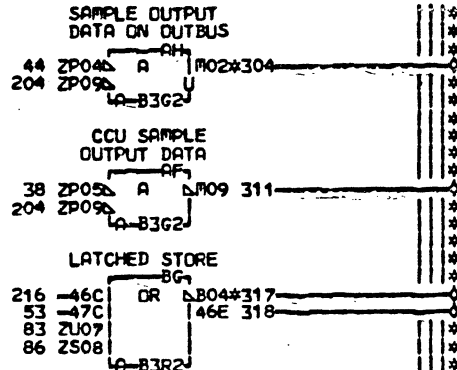 SAMPLE OUTPUT
DATA ON OUTBUS
AH
44 ZP04 A M02*304
204 ZP09 U
A-B3G2
CCU SAMPLE
OUTPUT DATA
AF
38 ZP05 A M09 311
204 ZP09
A-B3G2
LATCHED STORE
BG
216 -46C OR B04*317
53 -47C 46E 318
83 ZU07
86 ZS08
A-B3R2